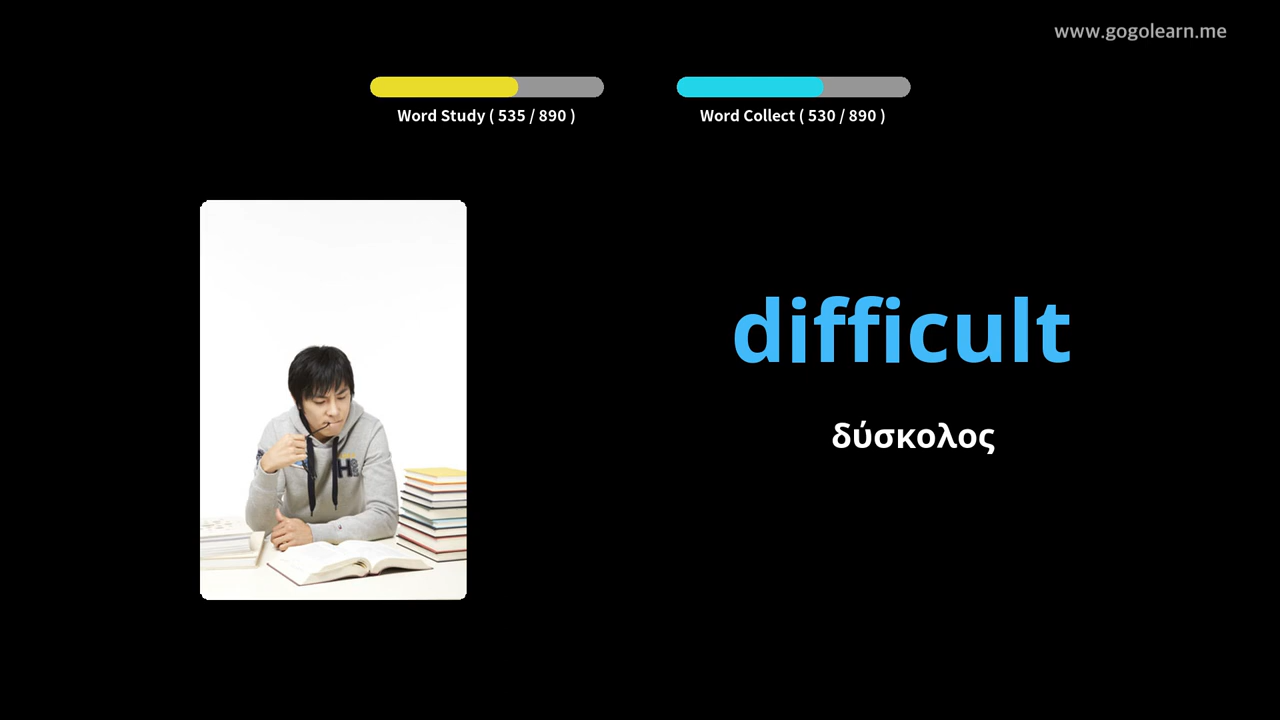 www.gogolearn.me
Word Study ( 535 / 890 )
Word Collect ( 530 / 890 )
difficult
δύσκολος
H